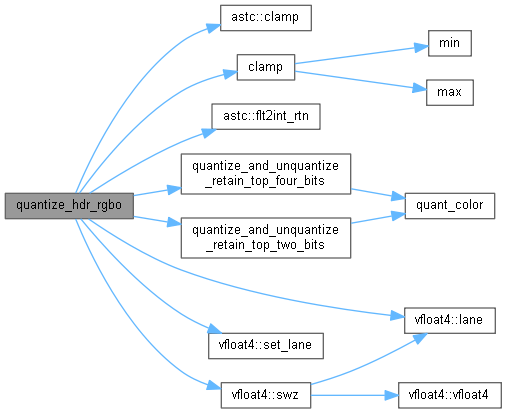 astc::clamp
clamp
min
max
astc::flt2int_rtn
quantize_and_unquantize
_retain_top_four_bits
quantize_hdr_rgbo
quant_color
quantize_and_unquantize
_retain_top_two_bits
vfloat4::lane
vfloat4::set_lane
vfloat4::swz
vfloat4::vfloat4